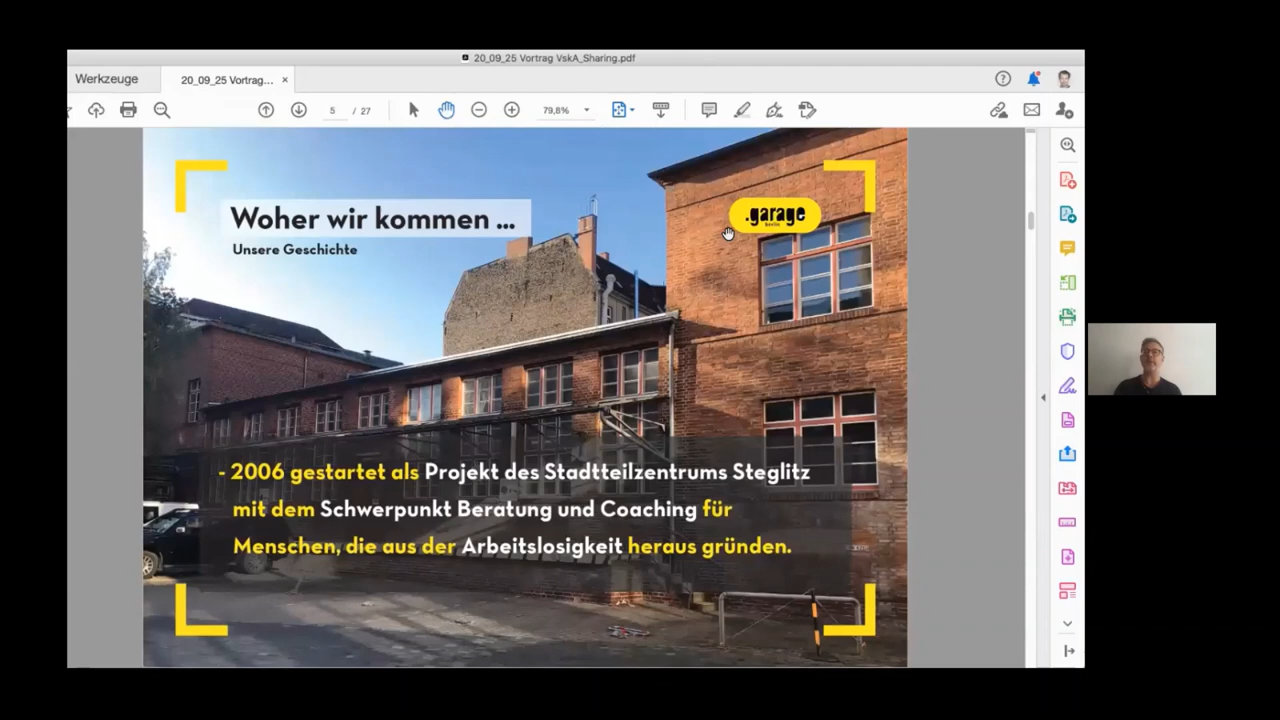 20_09_25 Vortrag VskA_Sharing.pdf
Werkzeuge
20_09_25 Vortrag...
5 / 27
79,8%
Woher wir kommen ...
Unsere Geschichte
.garage
berlin
- 2006 gestartet als Projekt des Stadtteilzentrums Steglitz
mit dem Schwerpunkt Beratung und Coaching für
Menschen, die aus der Arbeitslosigkeit heraus gründen.